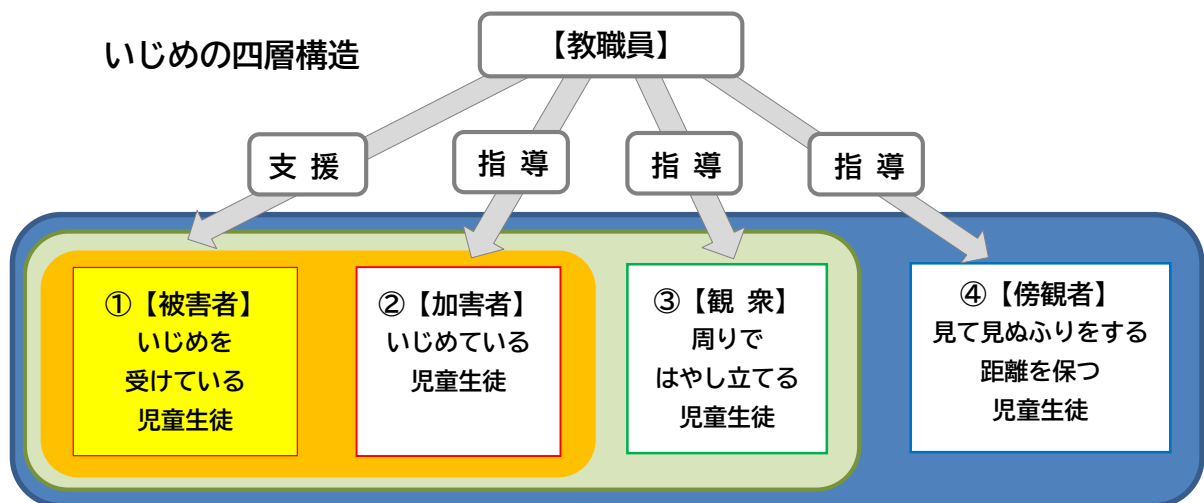 いじめの四層構造
【教職員】
支 援
指 導
指 導
指 導
①【被害者】
いじめを
受けている
児童生徒
②【加害者】
いじめている
児童生徒
③【観 衆】
周りで
はやし立てる
児童生徒
④【傍観者】
見て見ぬふりをする
距離を保つ
児童生徒